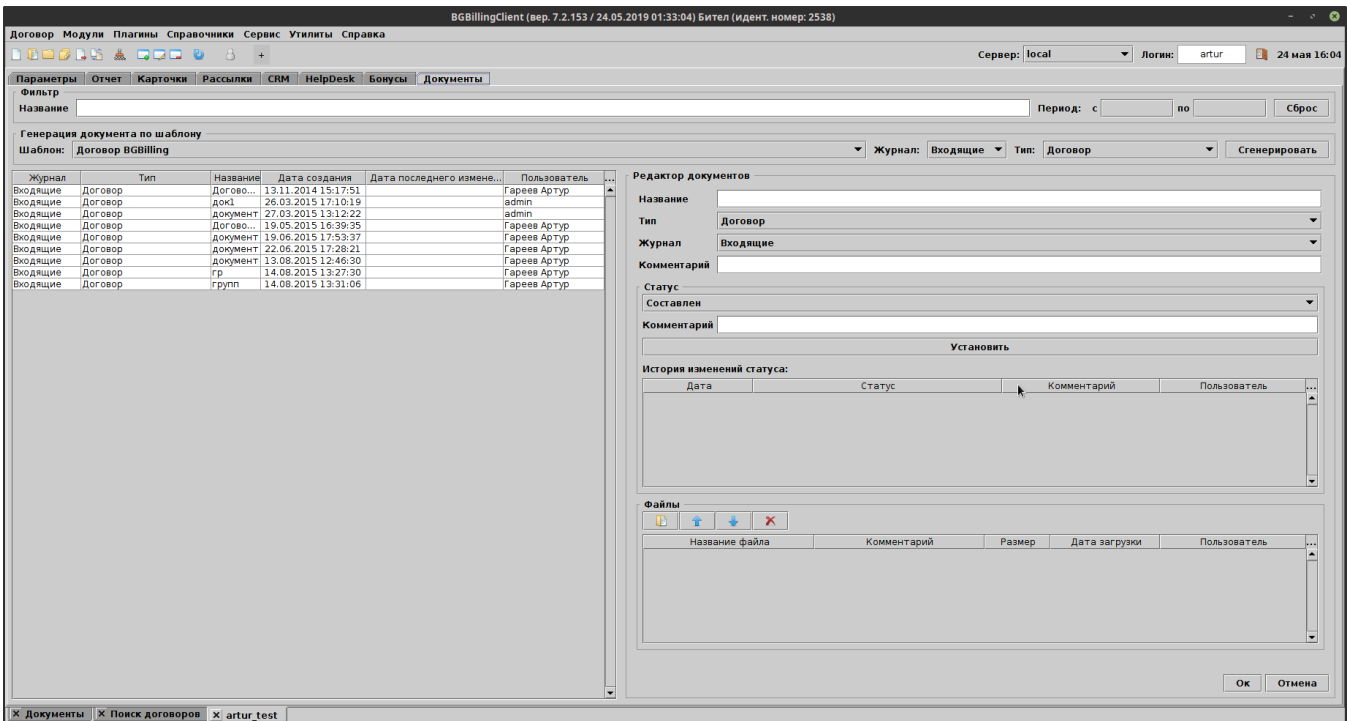 BGBillingClient (вер. 7.2.153 / 24.05.2019 01:33:04) Бител (идент. номер: 2538)
Договор Модули Плагины Справочники Сервис Утилиты Справка
Сервер: local Логин: artur 24 мая 16:04
Параметры Отчет Карточки Рассылки CRM HelpDesk Бонусы Документы
Фильтр
Название Период: с по Сброс
Генерация документа по шаблону
Шаблон: Договор BGBilling Журнал: Входящие Тип: Договор Сгенерировать
Журнал Тип Название Дата создания Дата последнего измене... Пользователь ...
Входящие Договор Догово... 13.11.2014 15:17:51 Гареев Артур
Входящие Договор док1 26.03.2015 17:10:19 admin
Входящие Договор документ 27.03.2015 13:12:22 admin
Входящие Договор Догово... 19.05.2015 16:39:35 Гареев Артур
Входящие Договор документ 19.06.2015 17:53:37 Гареев Артур
Входящие Договор документ 22.06.2015 17:28:21 Гареев Артур
Входящие Договор документ 13.08.2015 12:46:30 Гареев Артур
Входящие Договор гр 14.08.2015 13:27:30 Гареев Артур
Входящие Договор групп 14.08.2015 13:31:06 Гареев Артур
Редактор документов
Название
Тип Договор
Журнал Входящие
Комментарий
Статус
Составлен
Комментарий
Установить
История изменений статуса:
Дата Статус Комментарий Пользователь ...
Файлы
Название файла Комментарий Размер Дата загрузки Пользователь ...
Ок Отмена
Документы Поиск договоров artur_test